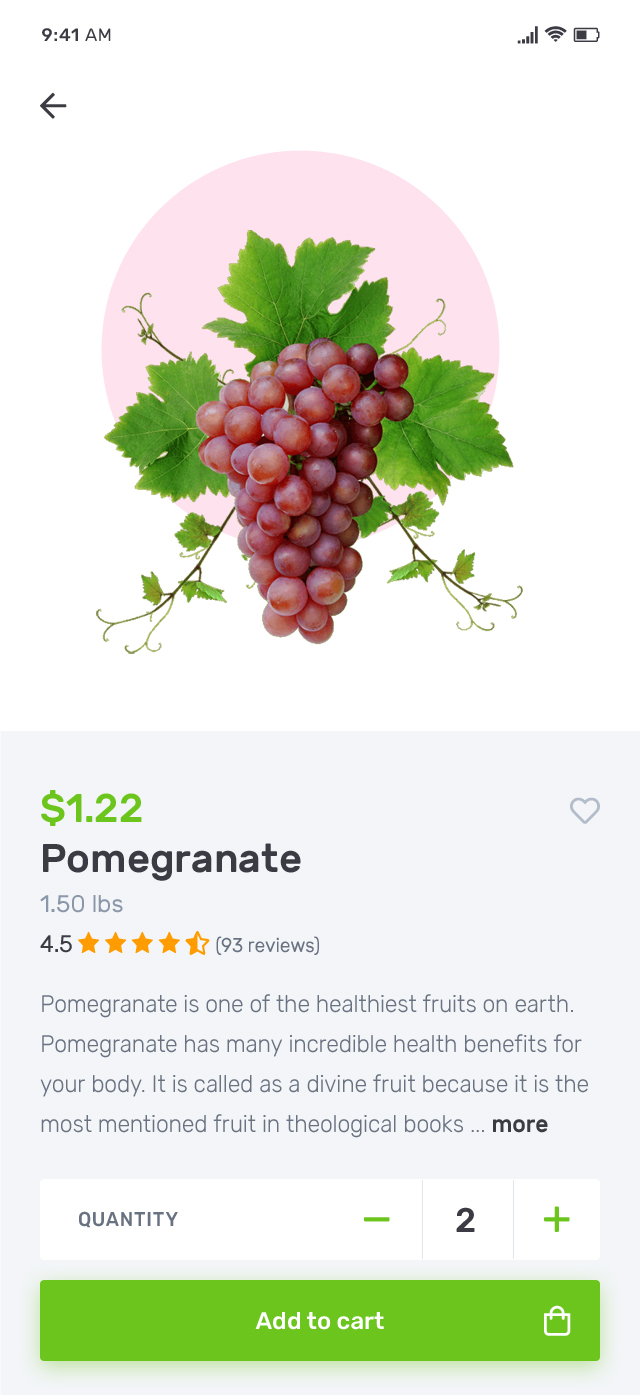 9:41 AM
$1.22
Pomegranate
1.50 lbs
4.5 (93 reviews)
Pomegranate is one of the healthiest fruits on earth.
Pomegranate has many incredible health benefits for
your body. It is called as a divine fruit because it is the
most mentioned fruit in theological books ... more
QUANTITY 2
Add to cart